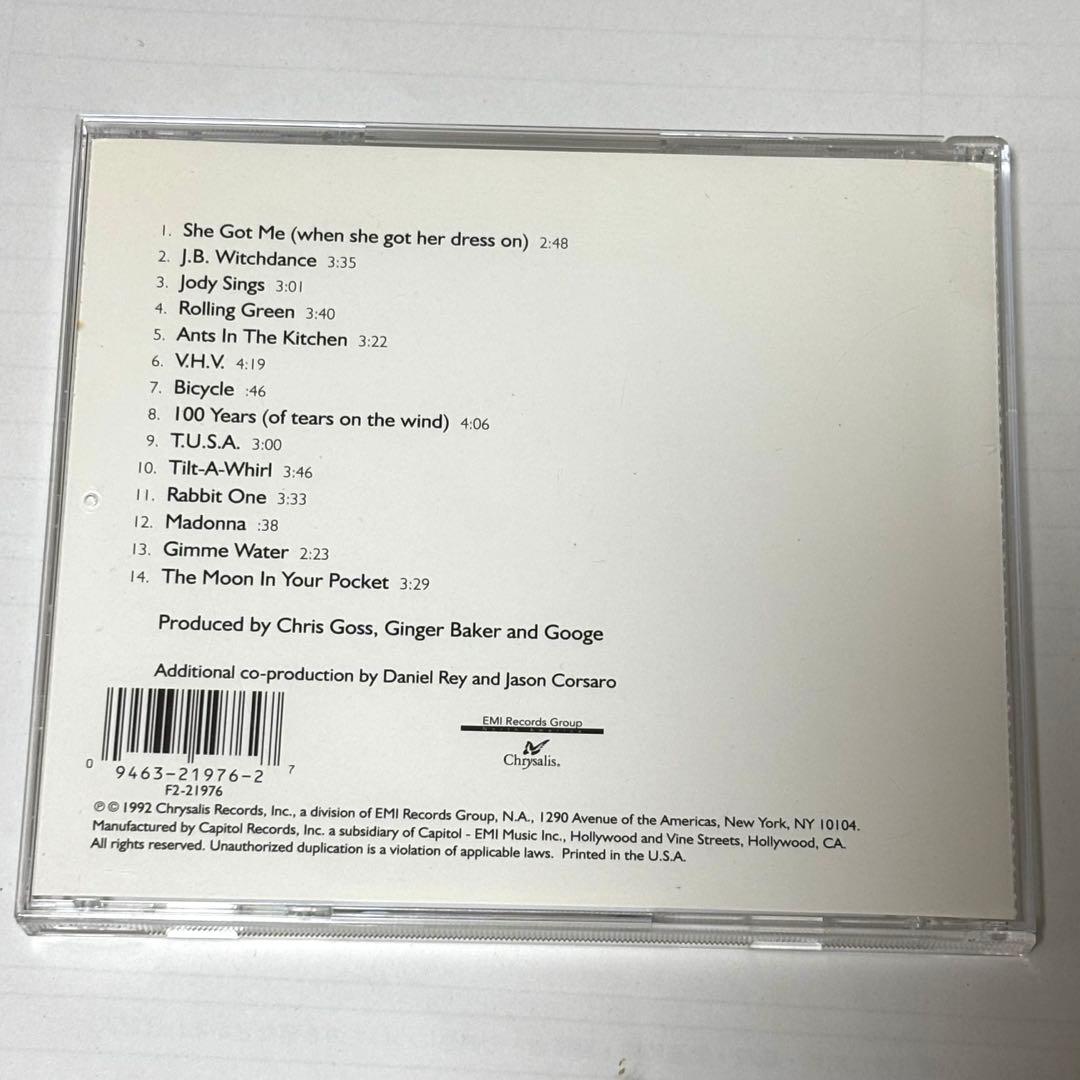 1. She Got Me (when she got her dress on) 2:48
2. J.B. Witchdance 3:35
3. Jody Sings 3:01
4. Rolling Green 3:40
5. Ants In The Kitchen 3:22
6. V.H.V. 4:19
7. Bicycle :46
8. 100 Years (of tears on the wind) 4:06
9. T.U.S.A. 3:00
10. Tilt-A-Whirl 3:46
11. Rabbit One 3:33
12. Madonna :38
13. Gimme Water 2:23
14. The Moon In Your Pocket 3:29
Produced by Chris Goss, Ginger Baker and Googe
Additional co-production by Daniel Rey and Jason Corsaro
EMI Records Group
North America
Chrysalis®
0 9463-21976-2 7
F2-21976
℗ © 1992 Chrysalis Records, Inc., a division of EMI Records Group, N.A., 1290 Avenue of the Americas, New York, NY 10104.
Manufactured by Capitol Records, Inc. a subsidiary of Capitol - EMI Music Inc., Hollywood and Vine Streets, Hollywood, CA.
All rights reserved. Unauthorized duplication is a violation of applicable laws. Printed in the U.S.A.